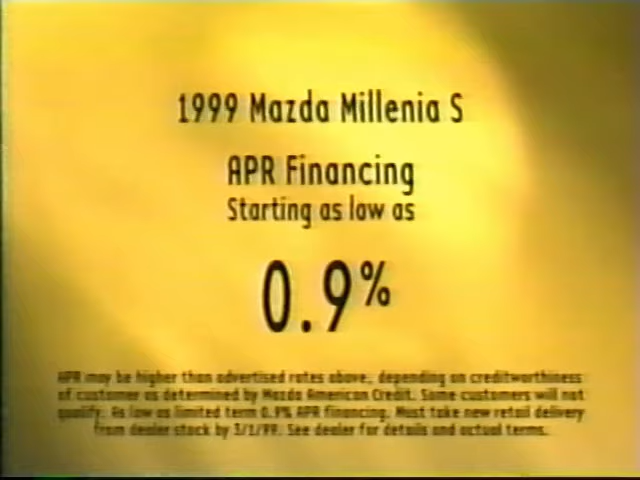 1999 Mazda Millenia S
APR Financing
Starting as low as
0.9%
APR may be higher than advertised rates above, depending on creditworthiness
of customer as determined by Mazda American Credit. Some customers will not
qualify. As low as limited term 0.9% APR financing. Must take new retail delivery
from dealer stock by 3/1/99. See dealer for details and actual terms.